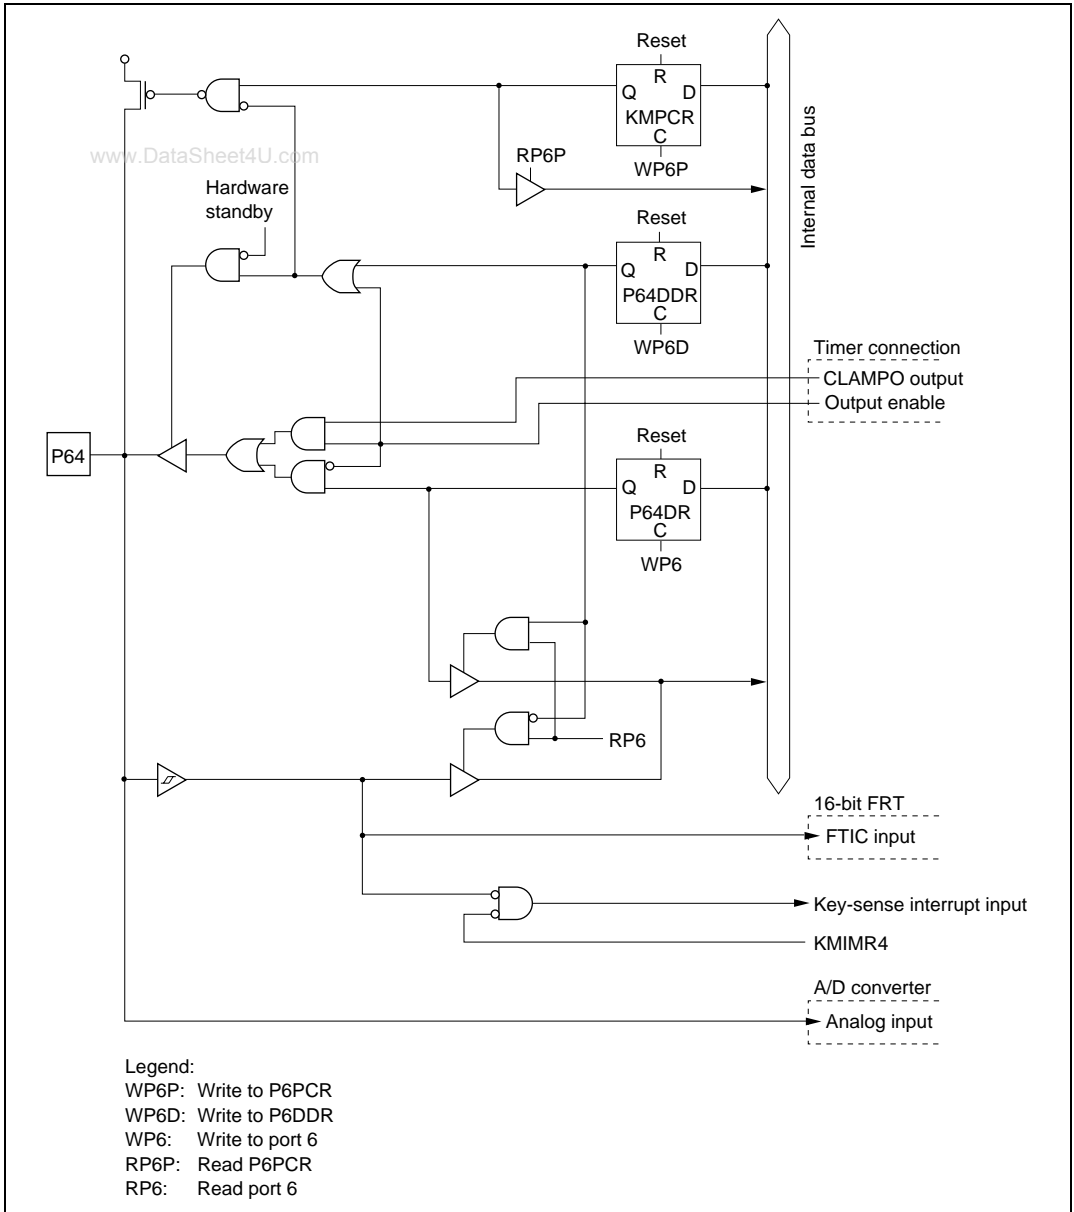 Reset
R
Q D
KMPCR
C
WP6P
RP6P
www.DataSheet4U.com
Hardware
standby
Internal data bus
Reset
R
Q D
P64DDR
C
WP6D
Timer connection
CLAMPO output
Output enable
P64
Reset
R
Q D
P64DR
C
WP6
RP6
16-bit FRT
FTIC input
Key-sense interrupt input
KMIMR4
A/D converter
Analog input
Legend:
WP6P: Write to P6PCR
WP6D: Write to P6DDR
WP6: Write to port 6
RP6P: Read P6PCR
RP6: Read port 6